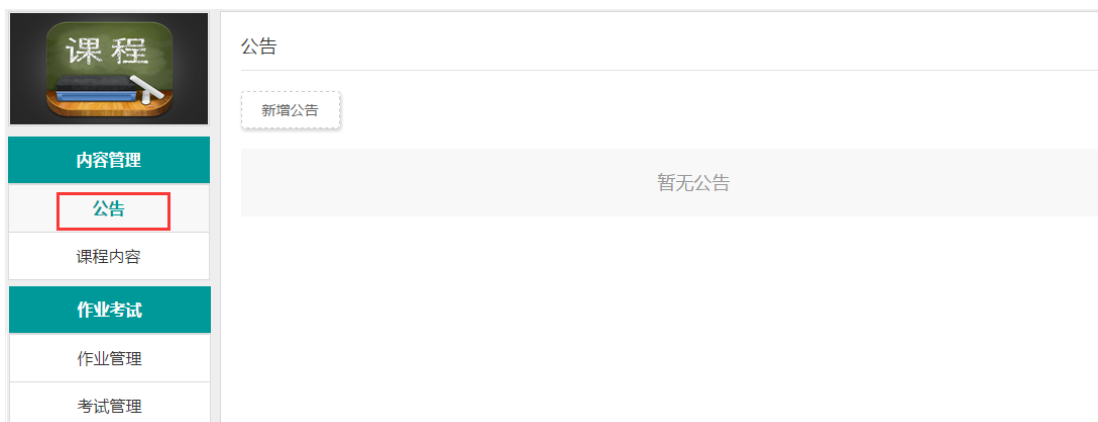 课程
内容管理
公告
课程内容
作业考试
作业管理
考试管理
公告
新增公告
暂无公告